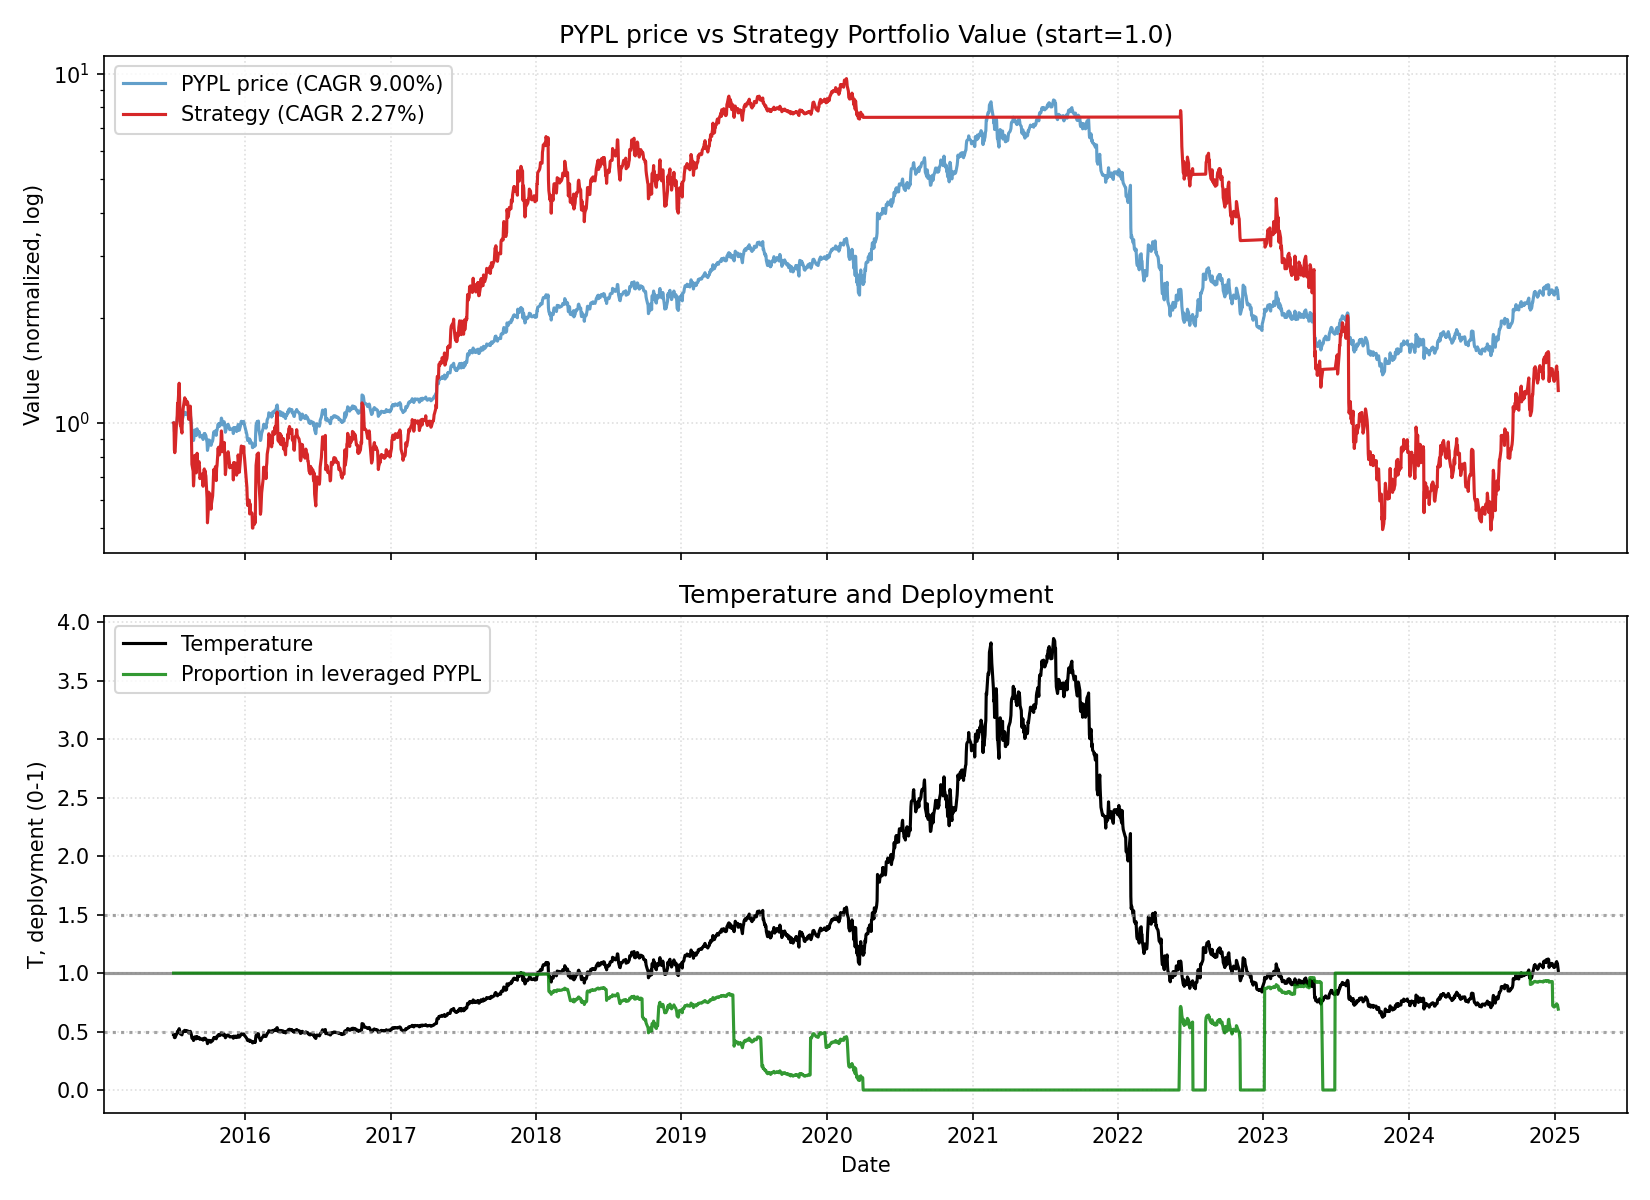 PYPL price vs Strategy Portfolio Value (start=1.0)
PYPL price (CAGR 9.00%)
Strategy (CAGR 2.27%)
Value (normalized, log)
10¹
10⁰
Temperature and Deployment
Temperature
Proportion in leveraged PYPL
T, deployment (0-1)
4.0
3.5
3.0
2.5
2.0
1.5
1.0
0.5
0.0
2016 2017 2018 2019 2020 2021 2022 2023 2024 2025
Date